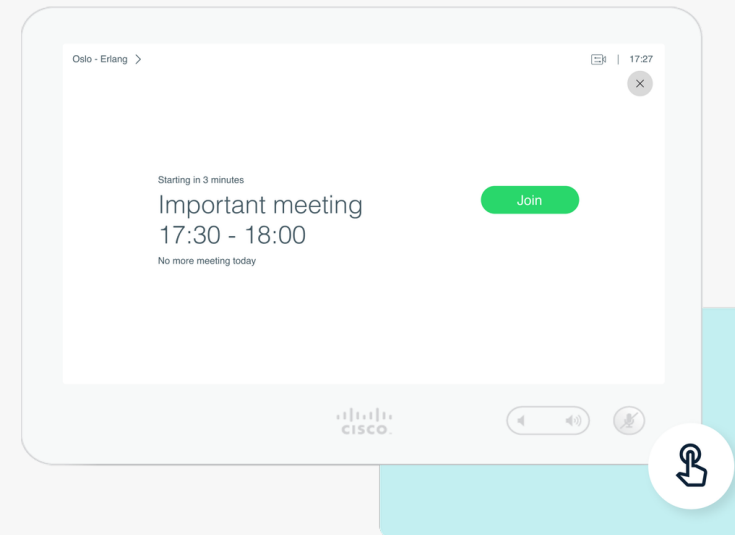 Oslo - Erlang
17:27
Starting in 3 minutes
Important meeting
17:30 - 18:00
No more meeting today
Join
CISCO